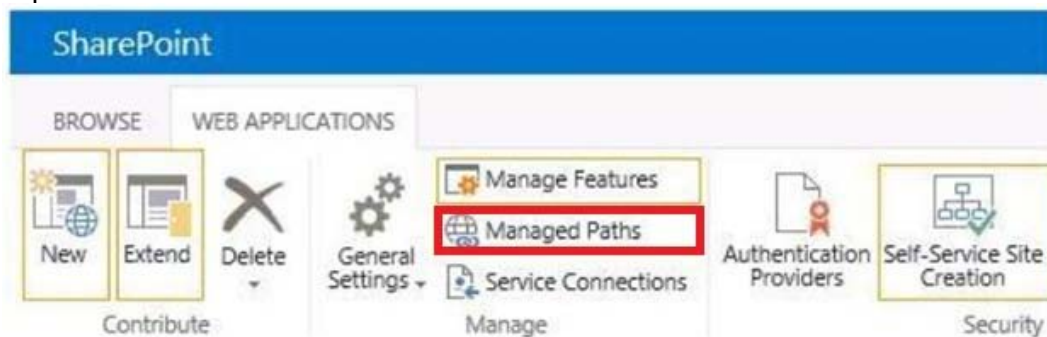 SharePoint
BROWSE WEB APPLICATIONS
New
Extend
Delete
General
Settings
Manage Features
Managed Paths
Service Connections
Authentication
Providers
Self-Service Site
Creation
Contribute
Manage
Security